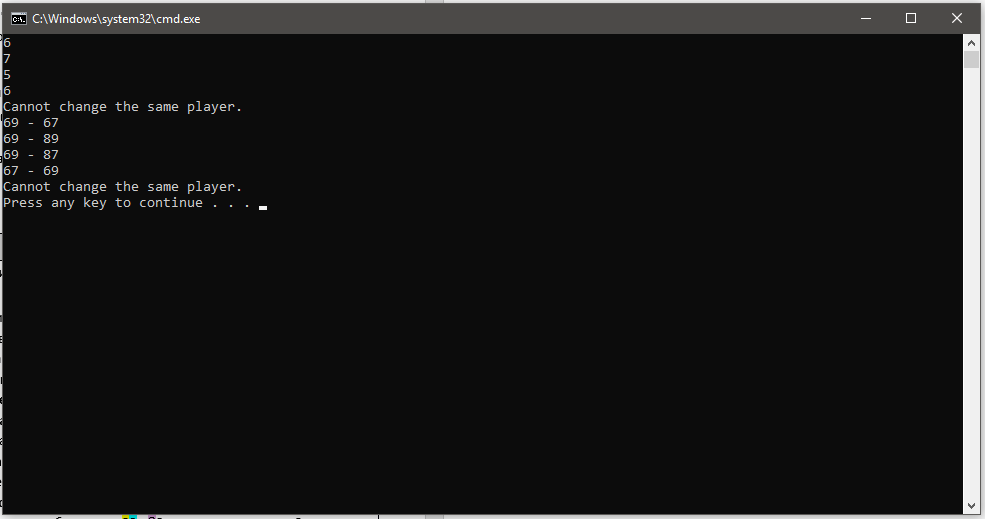 C:\Windows\system32\cmd.exe
6
7
5
6
Cannot change the same player.
69 - 67
69 - 89
69 - 87
67 - 69
Cannot change the same player.
Press any key to continue . . .